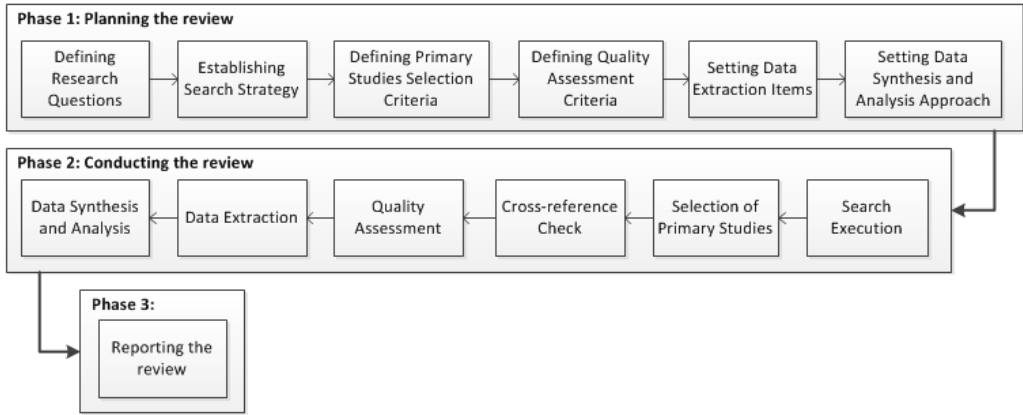 Phase 1: Planning the review
Defining
Research
Questions
Establishing
Search Strategy
Defining Primary
Studies Selection
Criteria
Defining Quality
Assessment
Criteria
Setting Data
Extraction Items
Setting Data
Synthesis and
Analysis Approach
Phase 2: Conducting the review
Data Synthesis
and Analysis
Data Extraction
Quality
Assessment
Cross-reference
Check
Selection of
Primary Studies
Search
Execution
Phase 3:
Reporting the
review